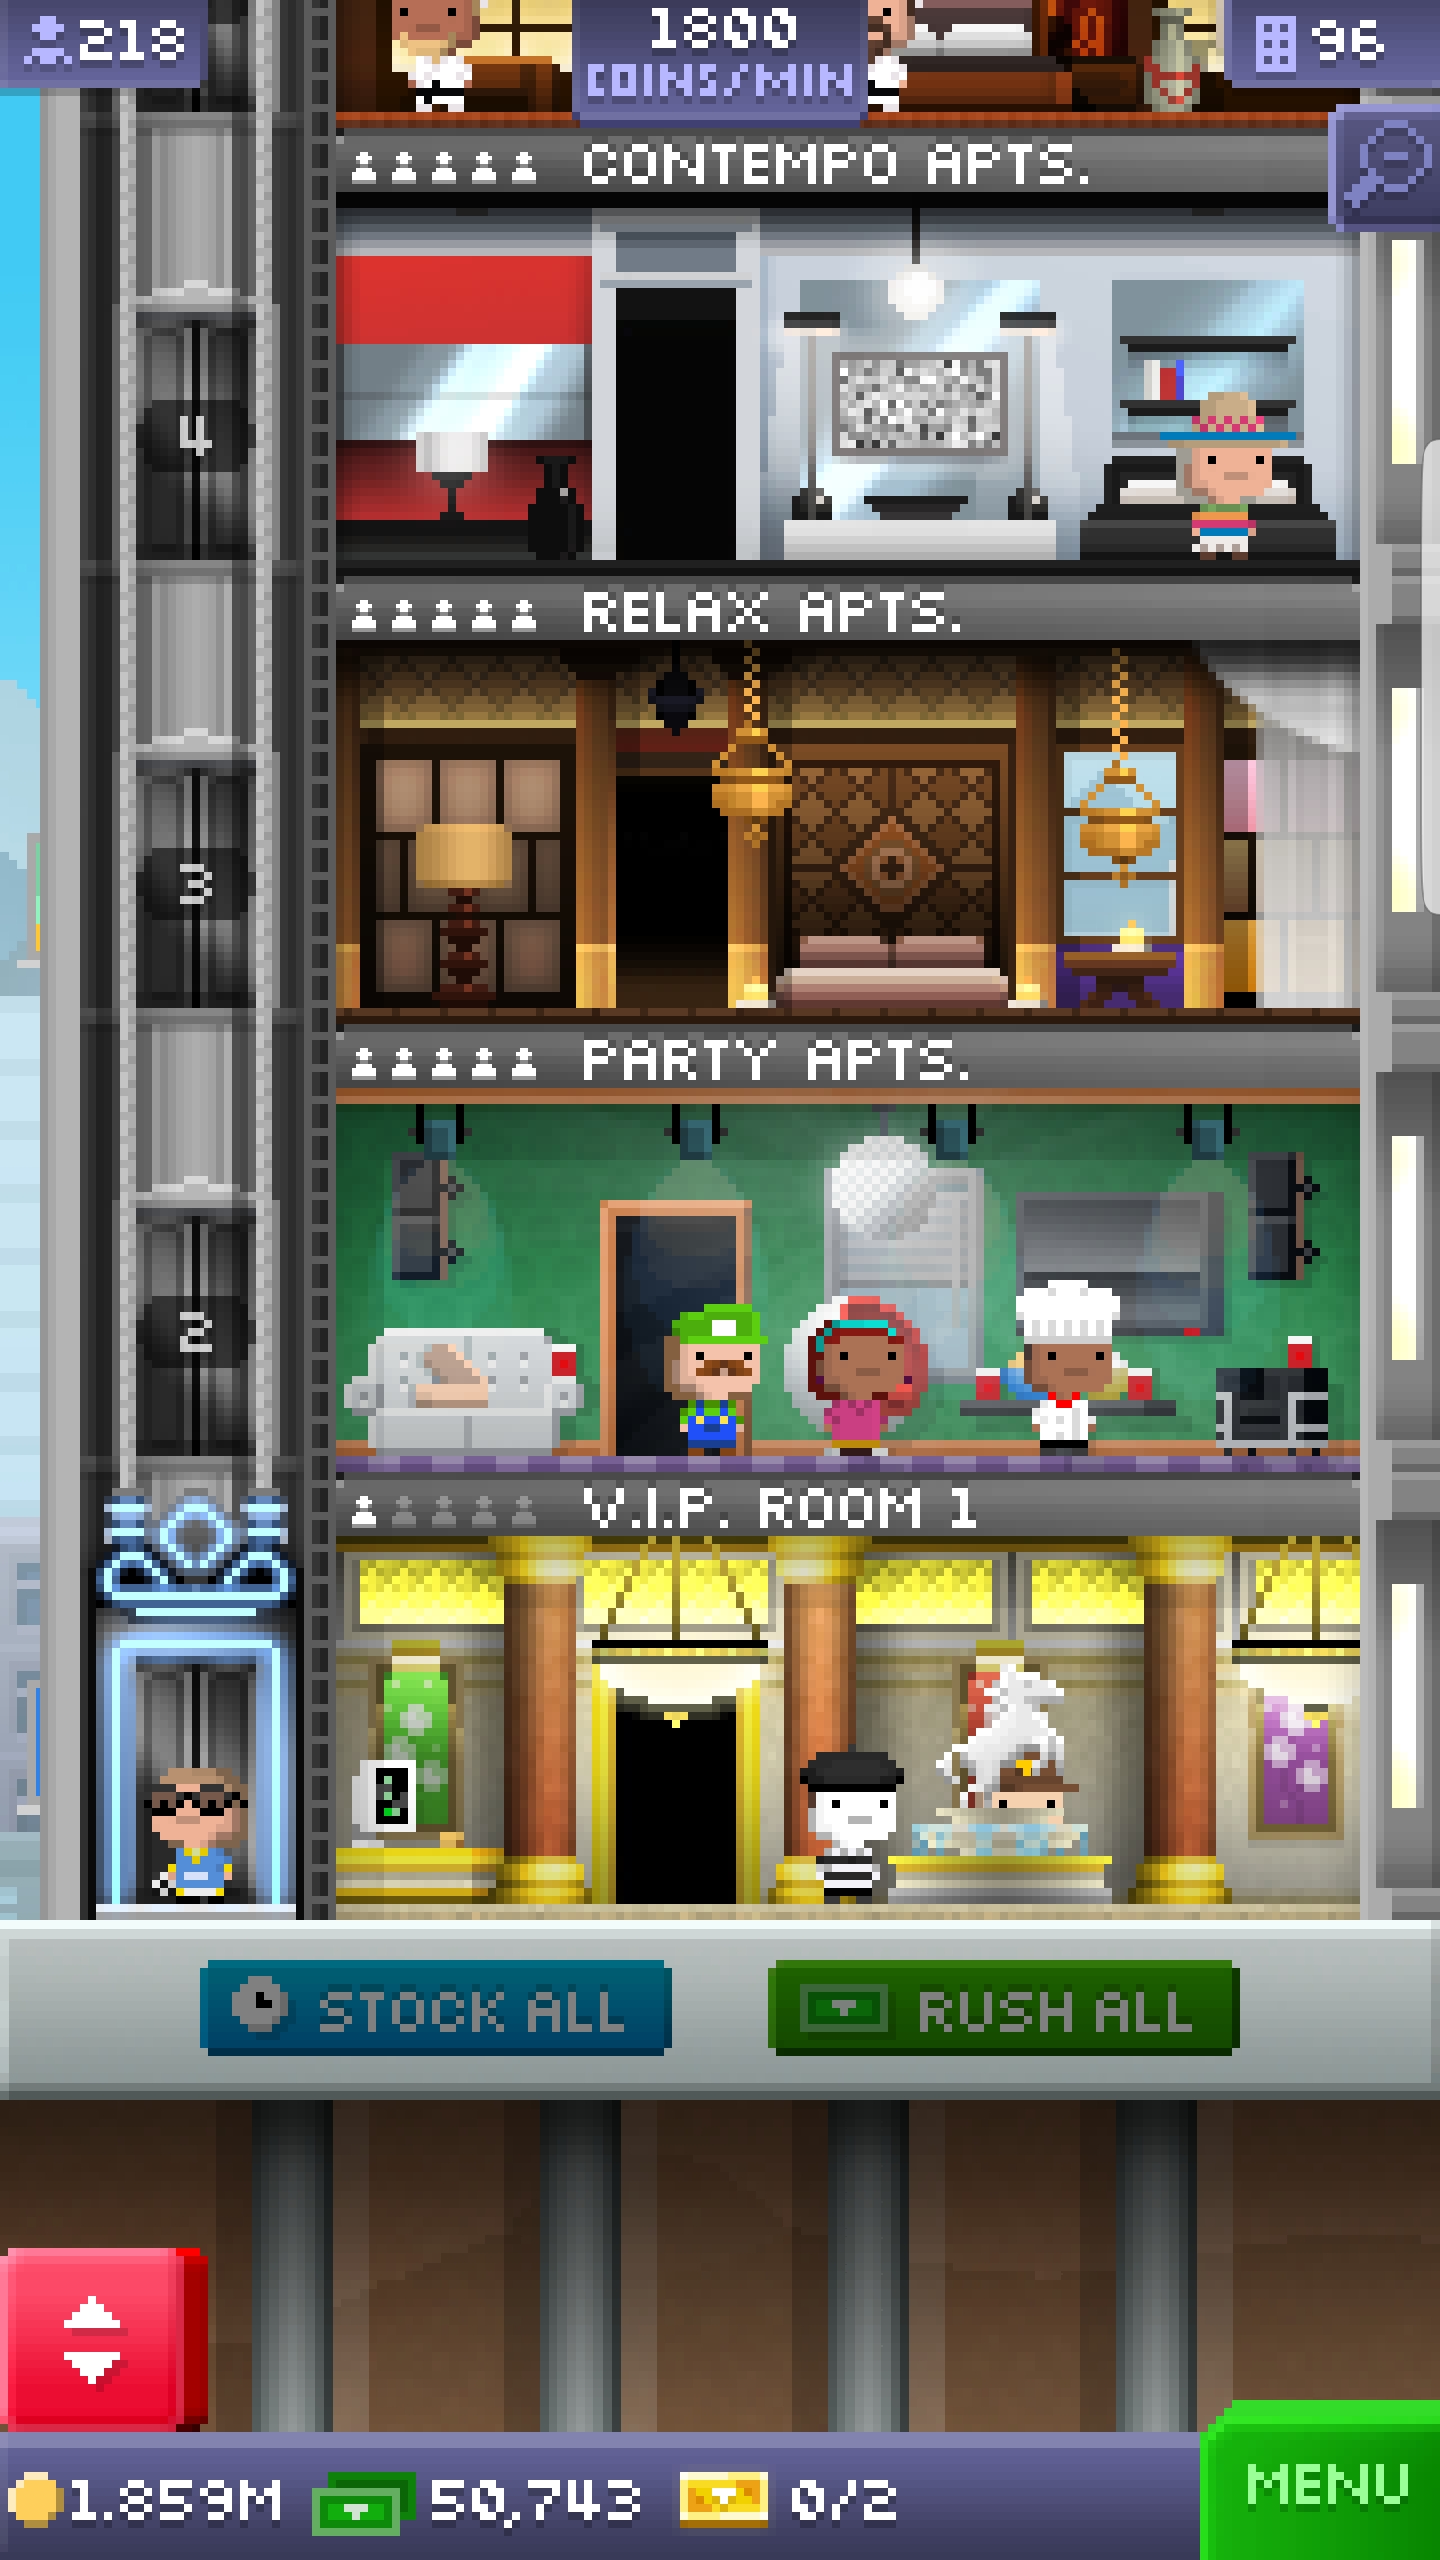 218
1800
COINS/MIN
96
CONTEMPO APTS.
4
RELAX APTS.
3
PARTY APTS.
2
V.I.P. ROOM 1
STOCK ALL
RUSH ALL
1.859M
50,743
0/2
MENU